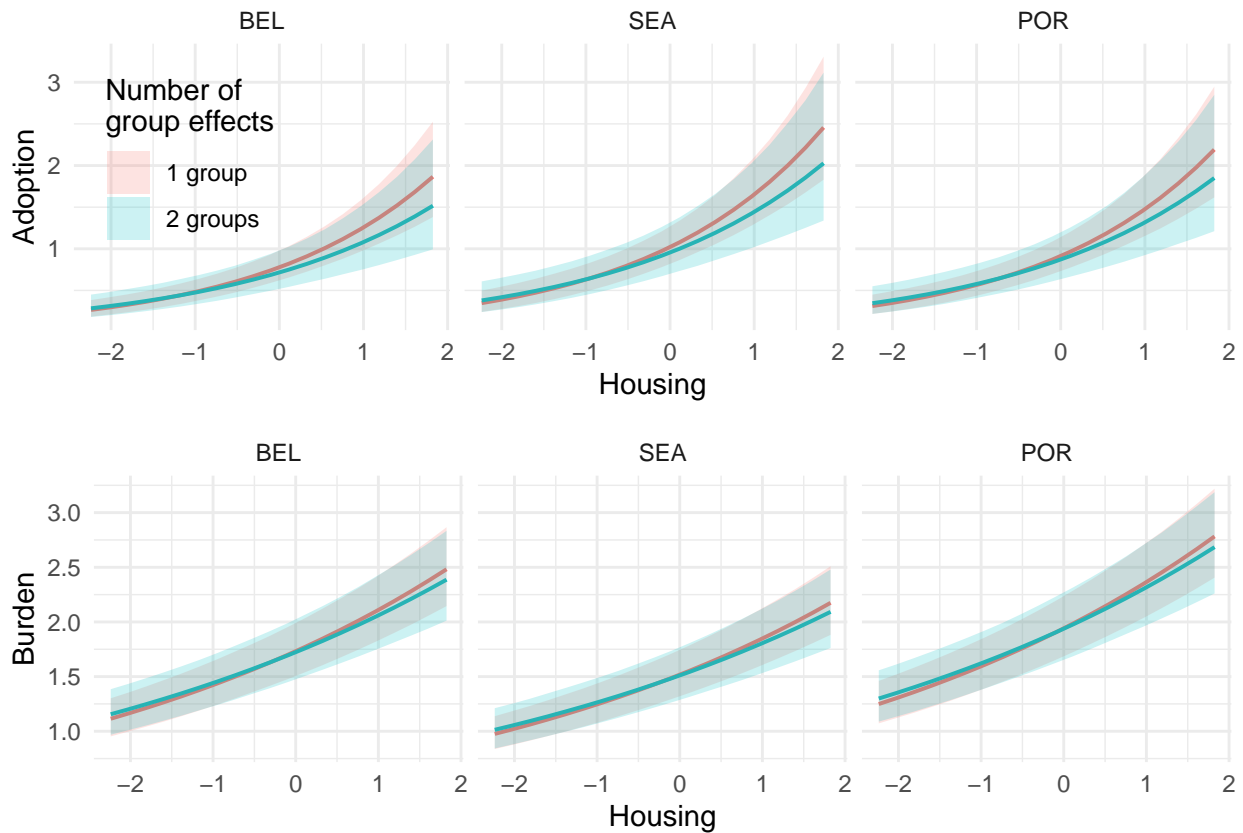 BEL SEA POR
Adoption
Number of
group effects
1 group
2 groups
3
2
1
−2 −1 0 1 2 −2 −1 0 1 2 −2 −1 0 1 2
Housing
BEL SEA POR
Burden
3.0
2.5
2.0
1.5
1.0
−2 −1 0 1 2 −2 −1 0 1 2 −2 −1 0 1 2
Housing